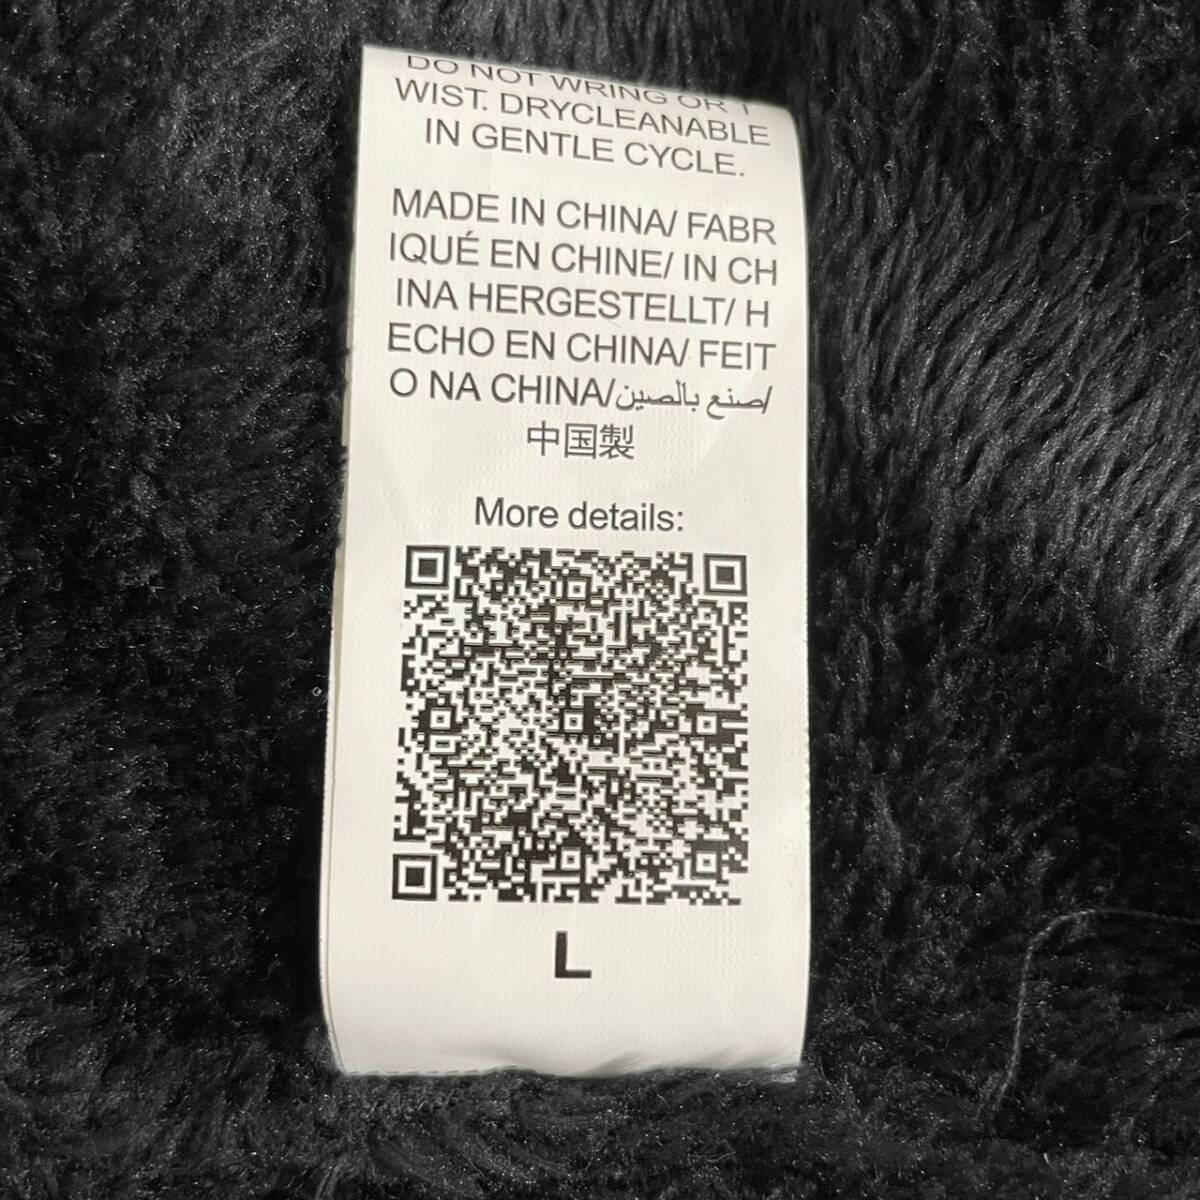 DO NOT WRING OR T
WIST. DRYCLEANABLE
IN GENTLE CYCLE.
MADE IN CHINA/ FABR
IQUÉ EN CHINE/ IN CH
INA HERGESTELLT/ H
ECHO EN CHINA/ FEIT
O NA CHINA/صنع بالصين/
中国製
More details:
L